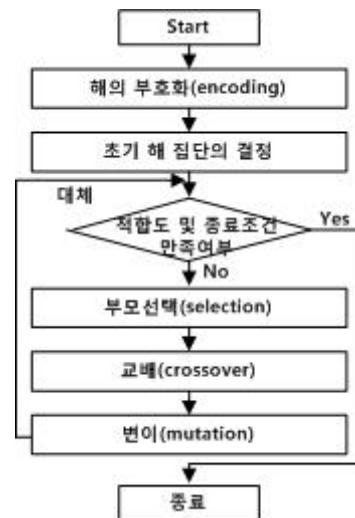 Start
해의 부호화(encoding)
초기 해 집단의 결정
대체
적합도 및 종료조건
만족여부
Yes
No
부모선택(selection)
교배(crossover)
변이(mutation)
종료